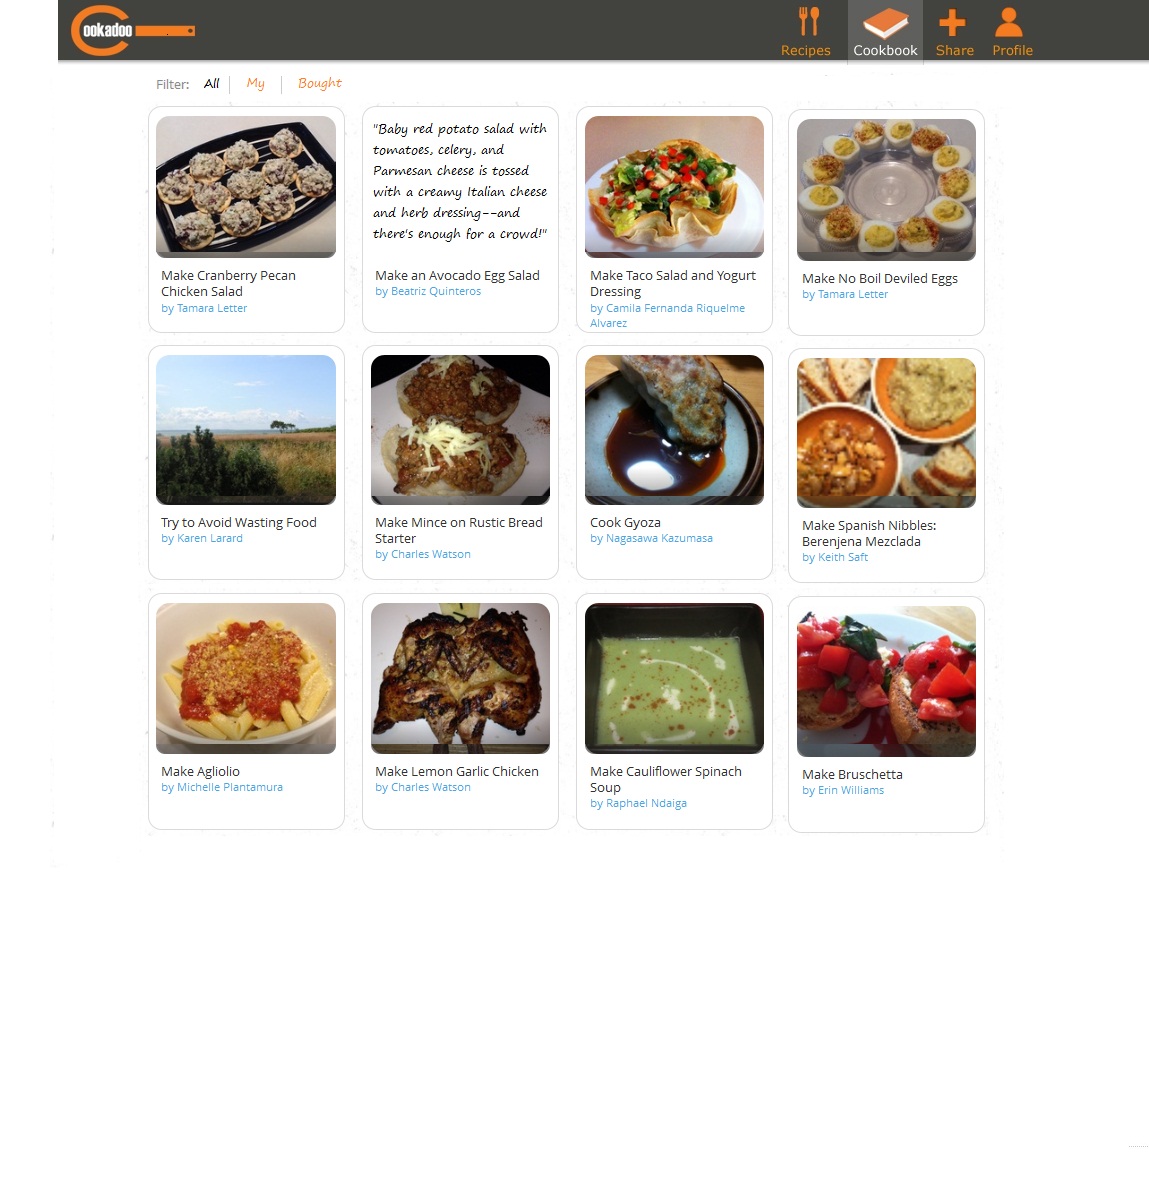 ookadoo
Recipes
Cookbook
Share
Profile
Filter: All My Bought
"Baby red potato salad with
tomatoes, celery, and
Parmesan cheese is tossed
with a creamy Italian cheese
and herb dressing--and
there's enough for a crowd!"
Make Cranberry Pecan
Chicken Salad
by Tamara Letter
Make an Avocado Egg Salad
by Beatriz Quinteros
Make Taco Salad and Yogurt
Dressing
by Camila Fernanda Riquelme
Alvarez
Make No Boil Deviled Eggs
by Tamara Letter
Try to Avoid Wasting Food
by Karen Larard
Make Mince on Rustic Bread
Starter
by Charles Watson
Cook Gyoza
by Nagasawa Kazumasa
Make Spanish Nibbles:
Berenjena Mezclada
by Keith Saft
Make Agliolio
by Michelle Plantamura
Make Lemon Garlic Chicken
by Charles Watson
Make Cauliflower Spinach
Soup
by Raphael Ndaiga
Make Bruschetta
by Erin Williams